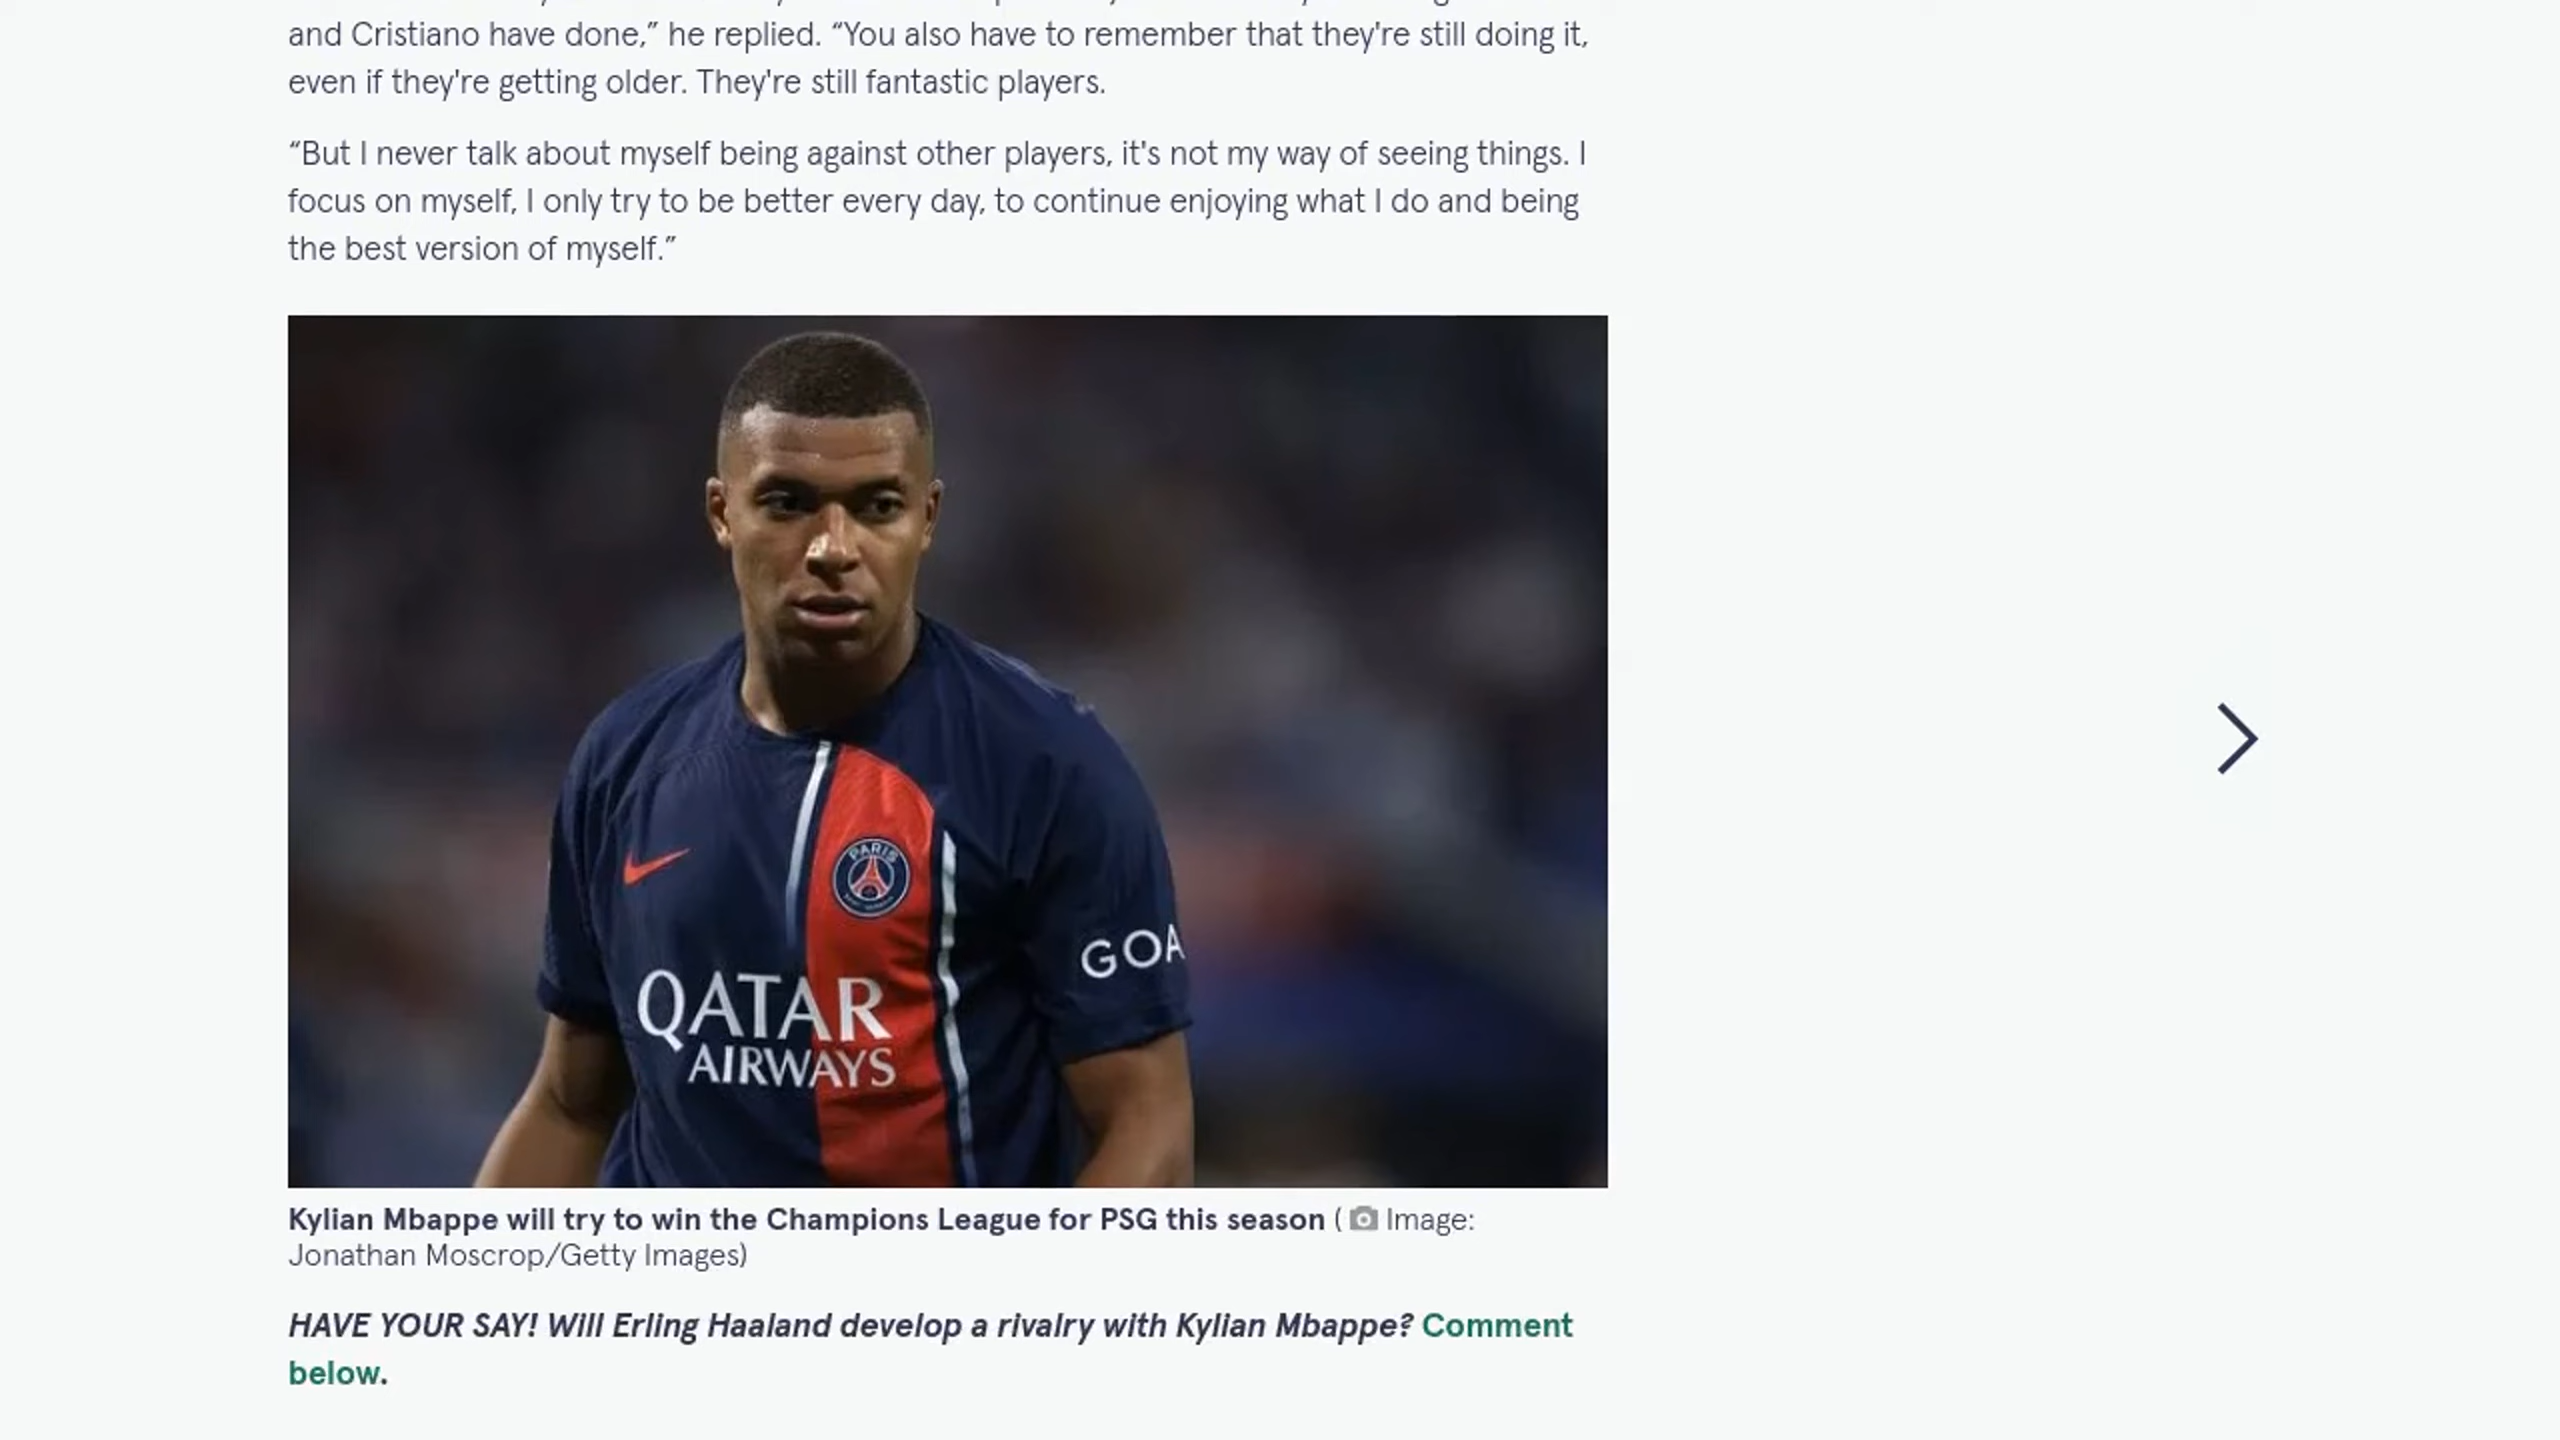 and Cristiano have done,” he replied. “You also have to remember that they're still doing it,
even if they're getting older. They're still fantastic players.
“But I never talk about myself being against other players, it's not my way of seeing things. I
focus on myself, I only try to be better every day, to continue enjoying what I do and being
the best version of myself.”
PARIS
GOA
QATAR
AIRWAYS
Kylian Mbappe will try to win the Champions League for PSG this season ( Image:
Jonathan Moscrop/Getty Images)
HAVE YOUR SAY! Will Erling Haaland develop a rivalry with Kylian Mbappe? Comment
below.